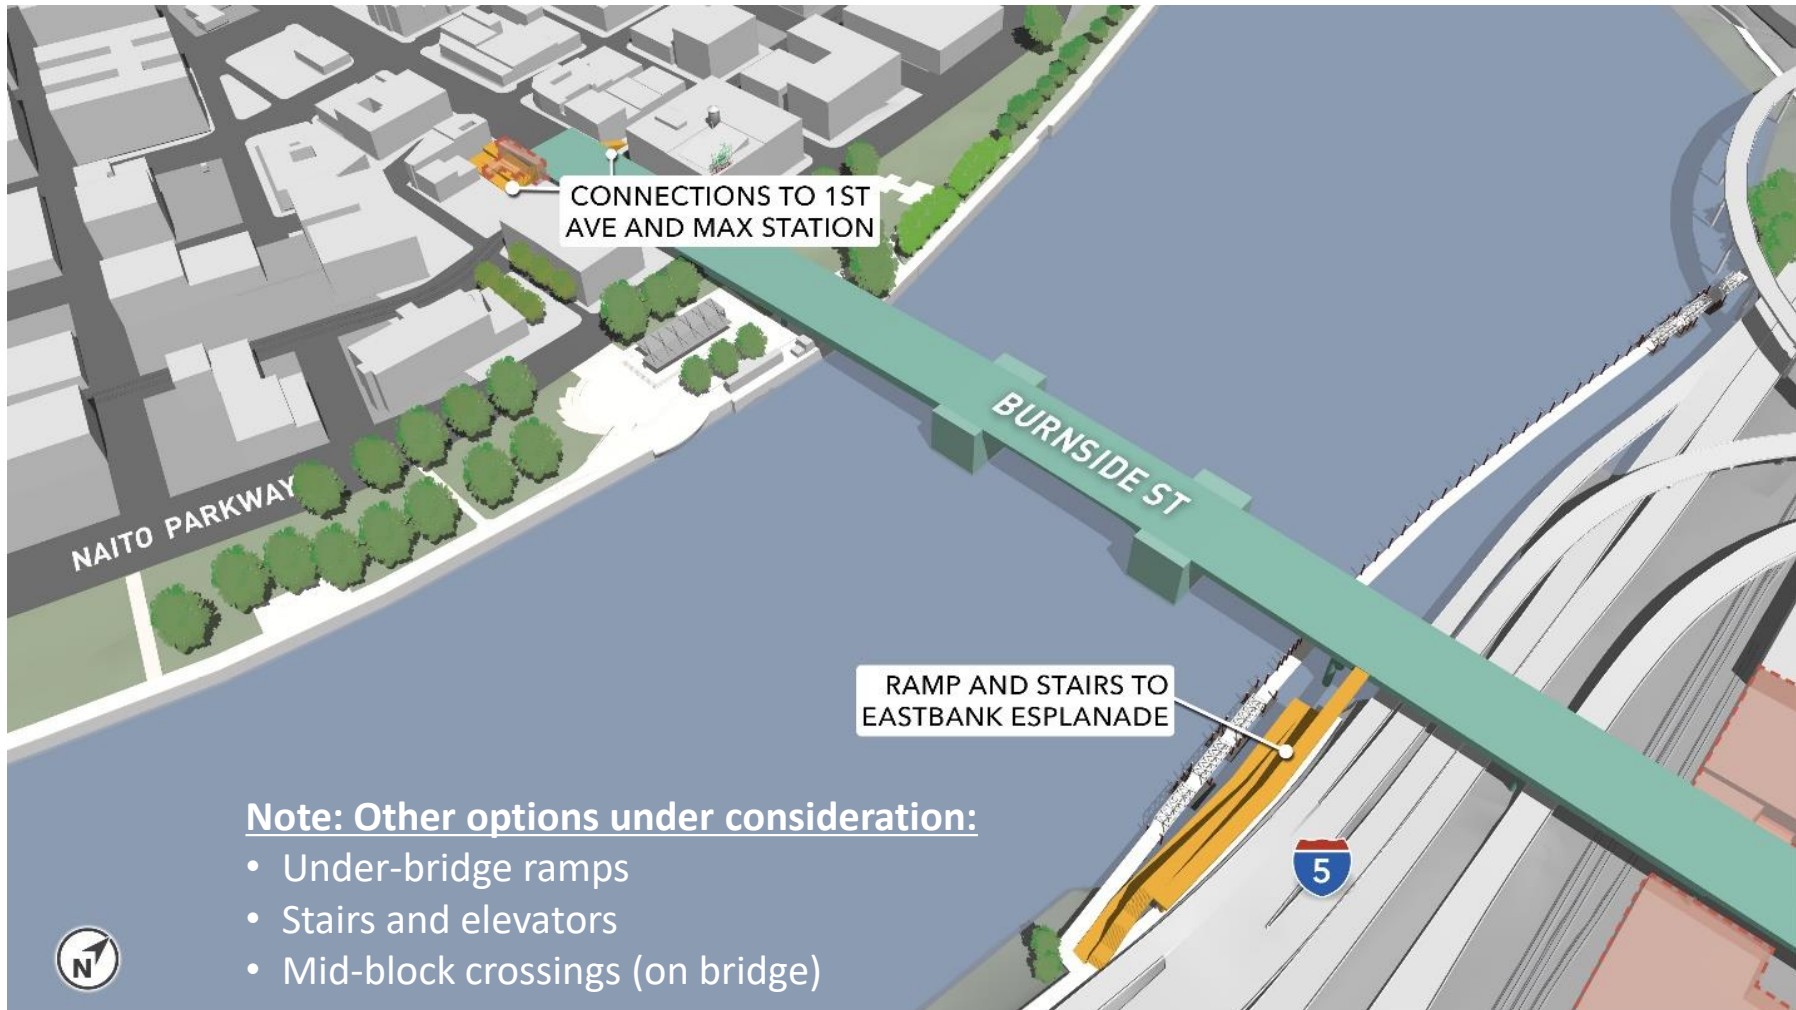 CONNECTIONS TO 1ST
AVE AND MAX STATION
BURNSIDE ST
NAITO PARKWAY
RAMP AND STAIRS TO
EASTBANK ESPLANADE
Note: Other options under consideration:
• Under-bridge ramps
• Stairs and elevators
• Mid-block crossings (on bridge)
5
N